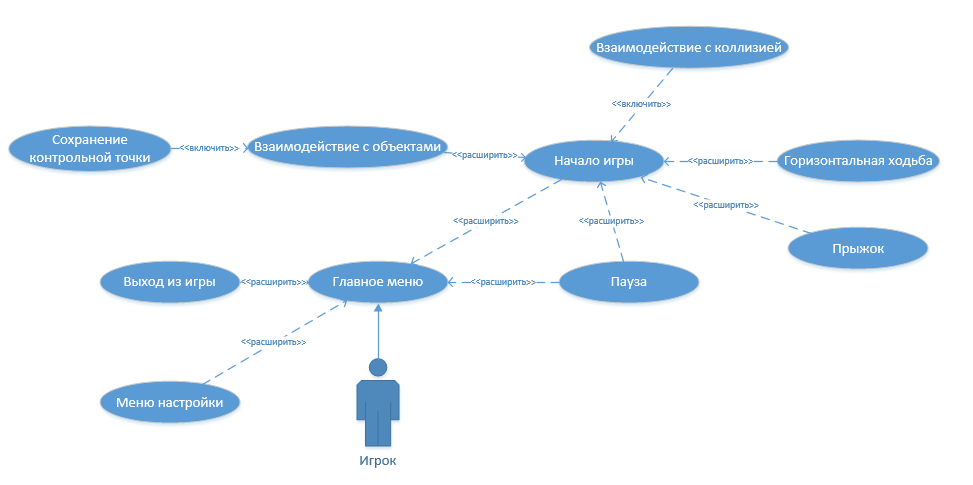 Взаимодействие с коллизией
<<включить>>
Сохранение
контрольной точки
<<включить>>
Взаимодействие с объектами
<<расширить>>
Начало игры
<<расширить>>
Горизонтальная ходьба
<<расширить>>
<<расширить>>
<<расширить>>
Прыжок
Выход из игры
<<расширить>>
Главное меню
<<расширить>>
Пауза
<<расширить>>
Меню настройки
Игрок